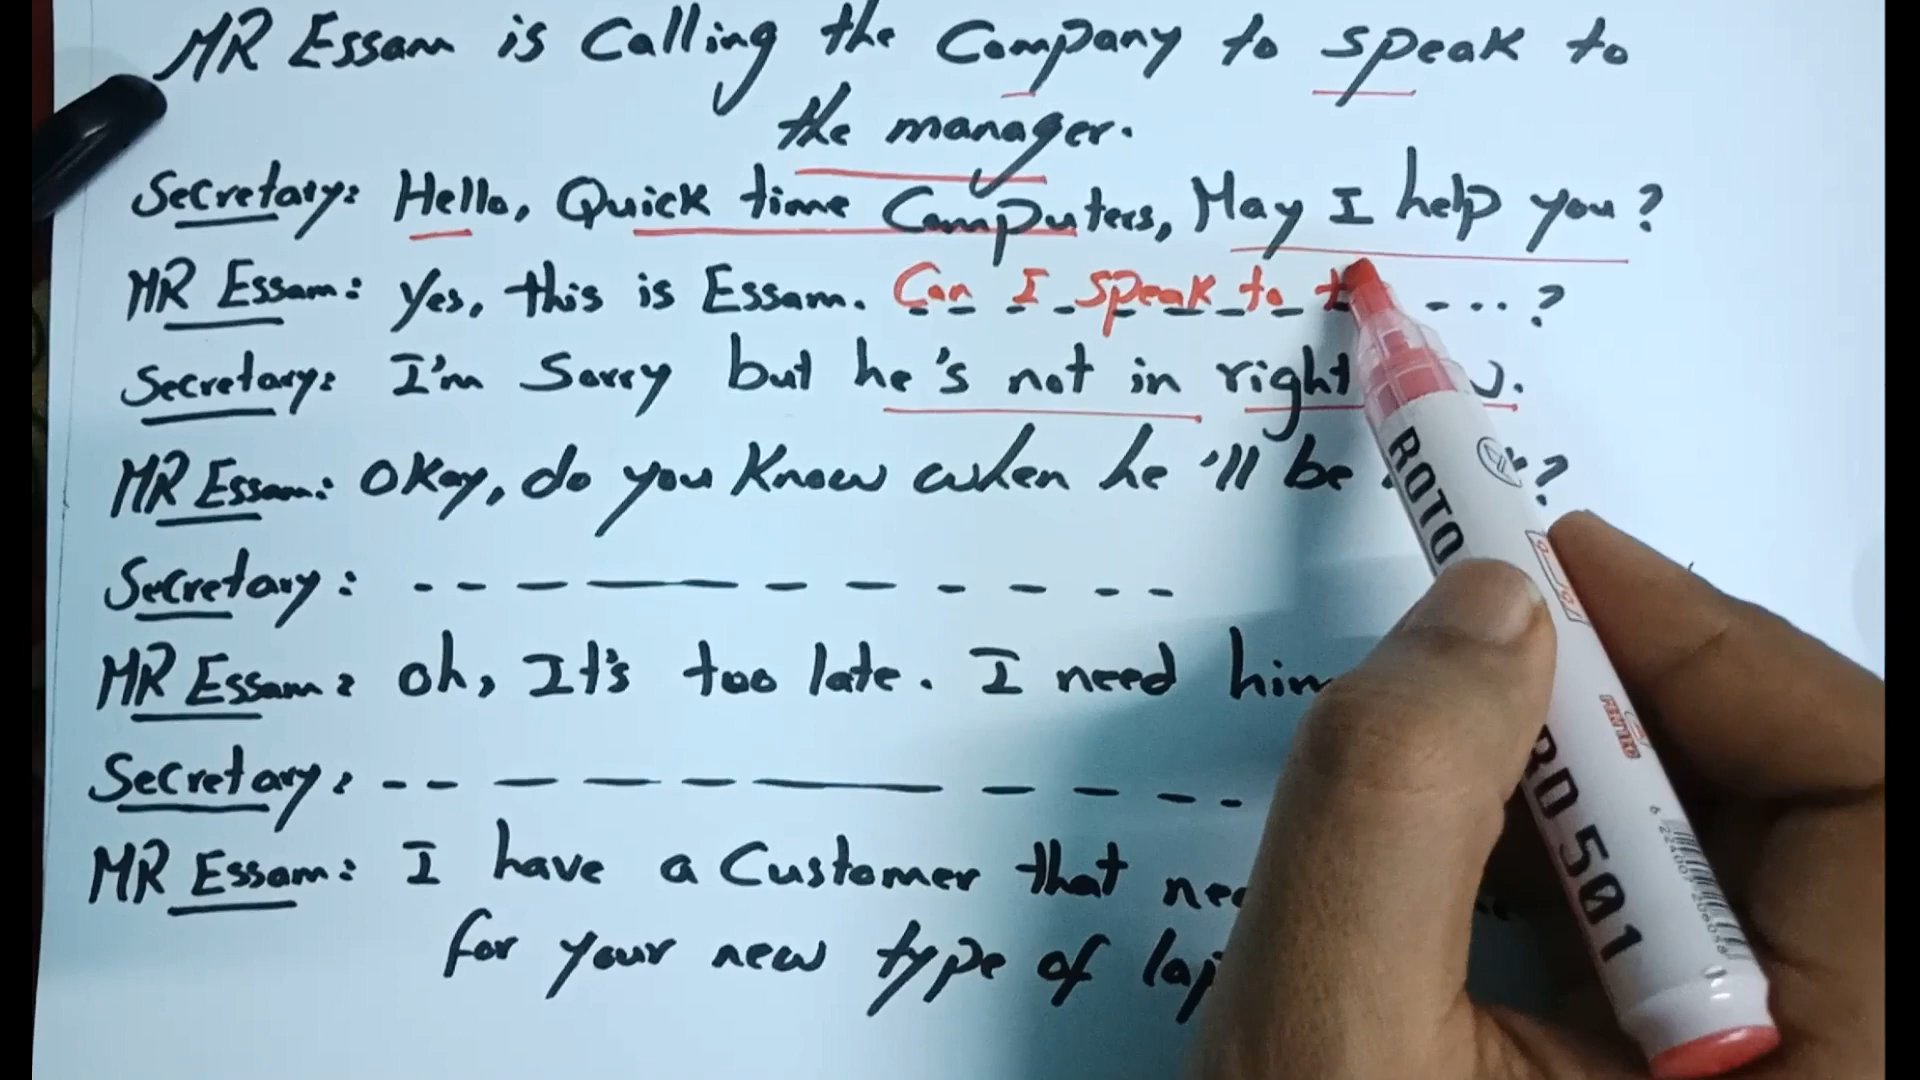 MR Essam is Calling the Company to speak to
the manager.
Secretary: Hello, Quick time Computers, May I help you?
MR Essam: Yes, this is Essam. Can I speak to t - ... ?
Secretary: I'm Sorry but he's not in right
MR Essam: Okay, do you Know when he'll be ?
Secretary: - - - - - - - - - - -
MR Essam: oh, It's too late. I need him
Secretary: - - - - - - - - - - -
MR Essam: I have a Customer that
for your new type of
ROTO
RO 501